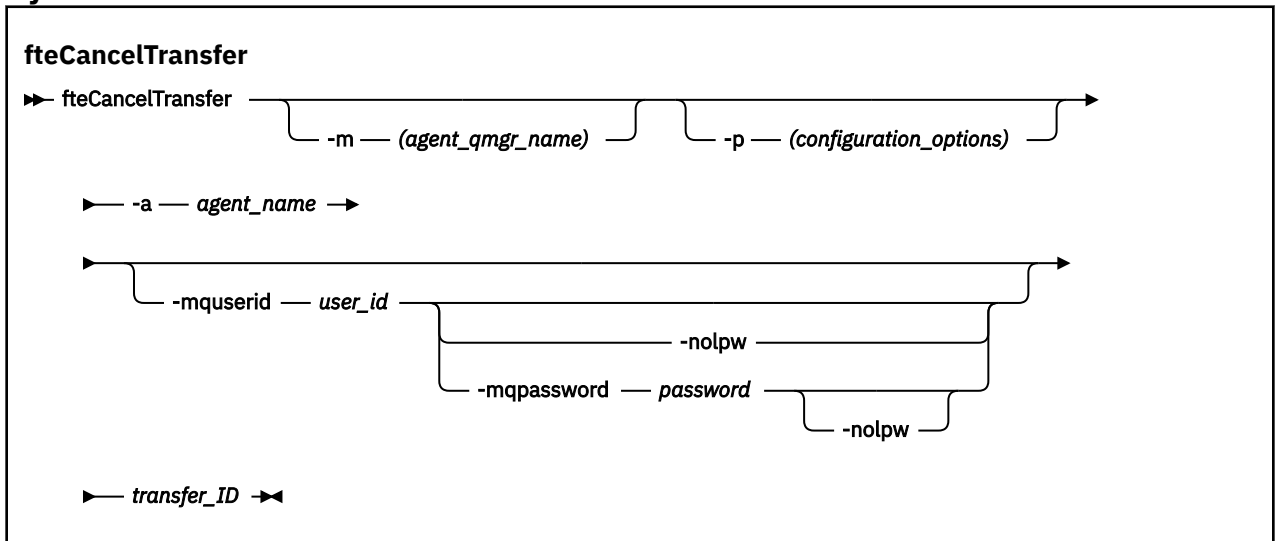 fteCancelTransfer
fteCancelTransfer
-m (agent_qmgr_name) -p (configuration_options)
-a agent_name
-mquserid user_id
-nolpw
-mqpassword password
-nolpw
transfer_ID